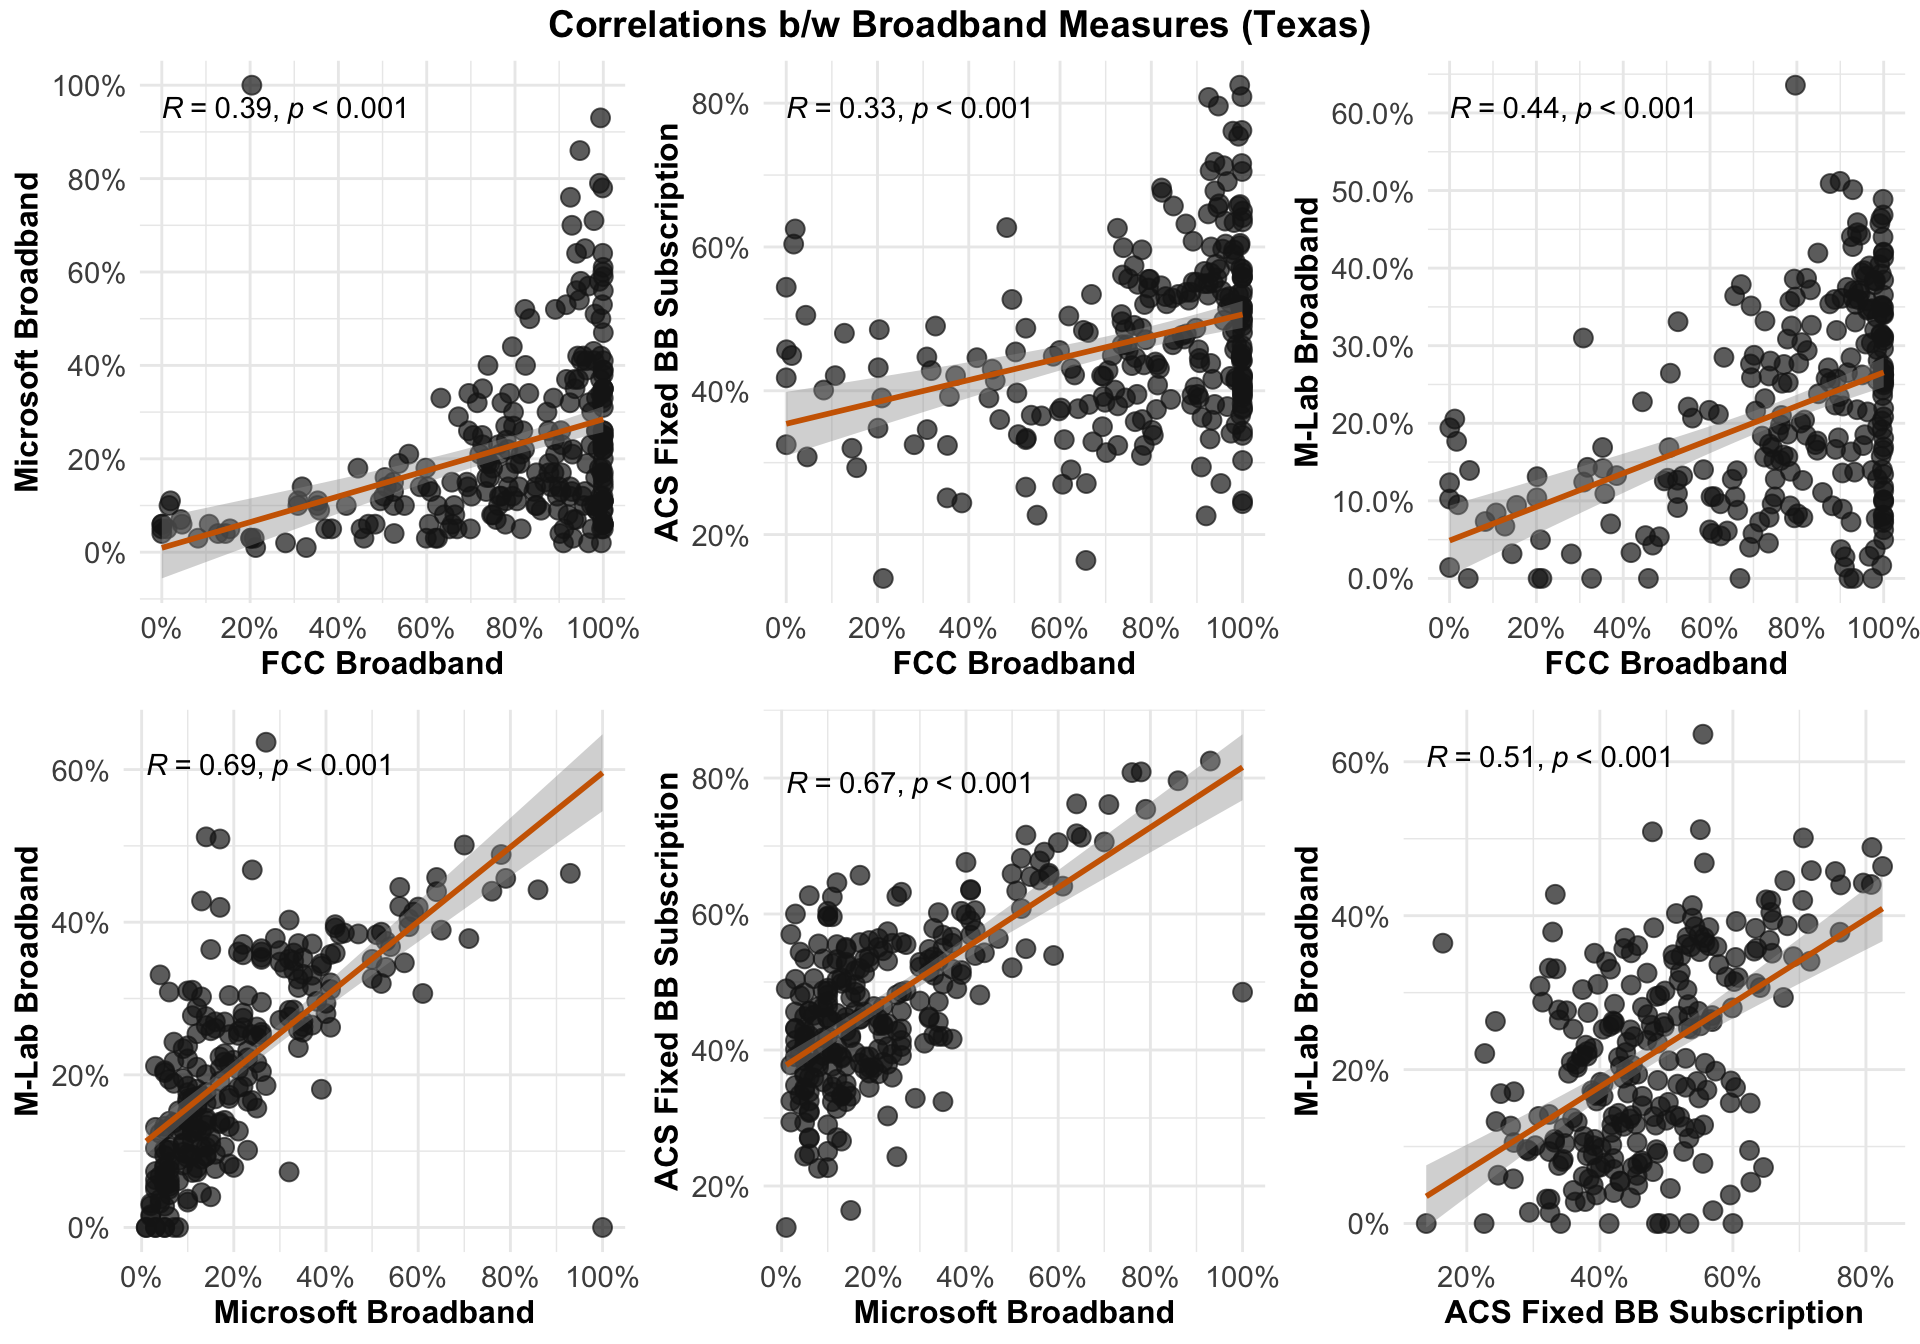 Correlations b/w Broadband Measures (Texas)
Microsoft Broadband
100%
80%
60%
40%
20%
0%
R = 0.39, p < 0.001
0% 20% 40% 60% 80% 100%
FCC Broadband
ACS Fixed BB Subscription
80%
60%
40%
20%
R = 0.33, p < 0.001
0% 20% 40% 60% 80% 100%
FCC Broadband
M-Lab Broadband
60.0%
50.0%
40.0%
30.0%
20.0%
10.0%
0.0%
R = 0.44, p < 0.001
0% 20% 40% 60% 80% 100%
FCC Broadband
M-Lab Broadband
60%
40%
20%
0%
R = 0.69, p < 0.001
0% 20% 40% 60% 80% 100%
Microsoft Broadband
ACS Fixed BB Subscription
80%
60%
40%
20%
R = 0.67, p < 0.001
0% 20% 40% 60% 80% 100%
Microsoft Broadband
M-Lab Broadband
60%
40%
20%
0%
R = 0.51, p < 0.001
20% 40% 60% 80%
ACS Fixed BB Subscription